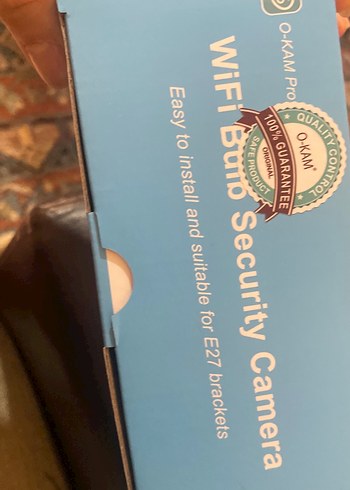 O-KAM Pro
WiFi Bulb Security Camera
Easy to install and suitable for E27 brackets
QUALITY CONTROL
O-KAM®
100% GUARANTEE
ORIGINAL
SAFE PRODUCT